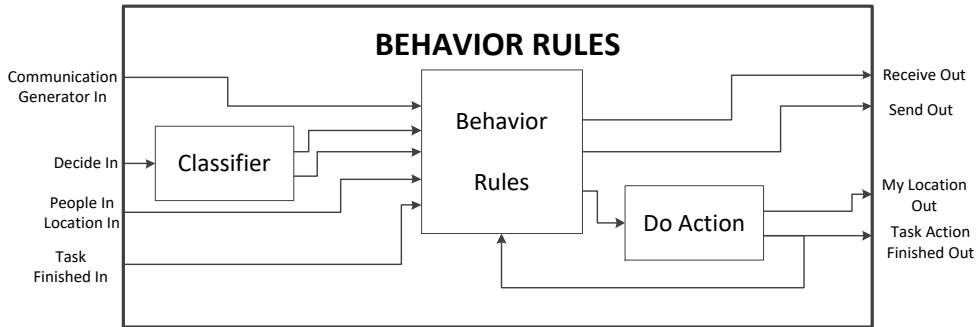 BEHAVIOR RULES
Communication
Generator In
Decide In
People In
Location In
Task
Finished In
Classifier
Behavior
Rules
Do Action
Receive Out
Send Out
My Location
Out
Task Action
Finished Out